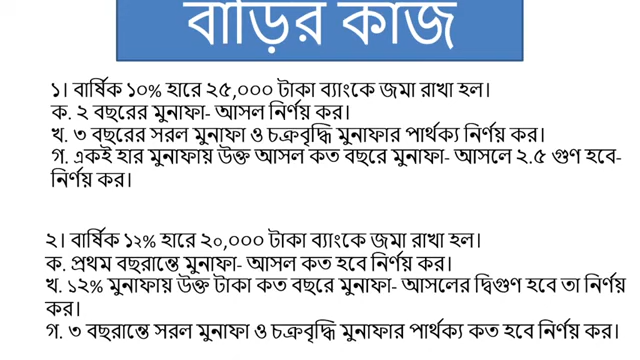 বাড়ির কাজ
১। বার্ষিক ১০% হারে ২৫,০০০ টাকা ব্যাংকে জমা রাখা হল।
ক. ২ বছরের মুনাফা- আসল নির্ণয় কর।
খ. ৩ বছরের সরল মুনাফা ও চক্রবৃদ্ধি মুনাফার পার্থক্য নির্ণয় কর।
গ. একই হার মুনাফায় উক্ত আসল কত বছরে মুনাফা- আসলে ২.৫ গুণ হবে-
নির্ণয় কর।
২। বার্ষিক ১২% হারে ২০,০০০ টাকা ব্যাংকে জমা রাখা হল।
ক. প্রথম বছরান্তে মুনাফা- আসল কত হবে নির্ণয় কর।
খ. ১২% মুনাফায় উক্ত টাকা কত বছরে মুনাফা- আসলের দ্বিগুণ হবে তা নির্ণয়
কর।
গ. ৩ বছরান্তে সরল মুনাফা ও চক্রবৃদ্ধি মুনাফার পার্থক্য কত হবে নির্ণয় কর।